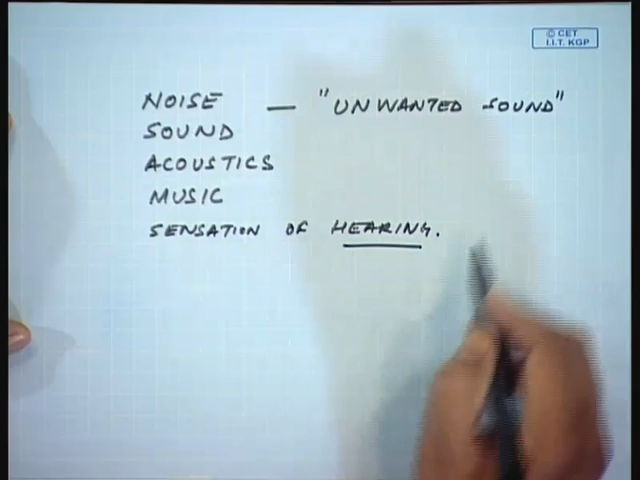 © CET
I.I.T. KGP
NOISE — "UNWANTED SOUND"
SOUND
ACOUSTICS
MUSIC
SENSATION OF HEARING.